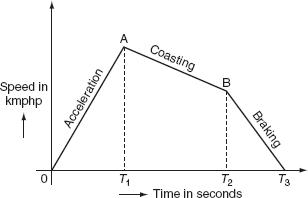 A
Coasting
Speed in
kmphp
Acceleration
B
Braking
0
T1
T2
T3
Time in seconds